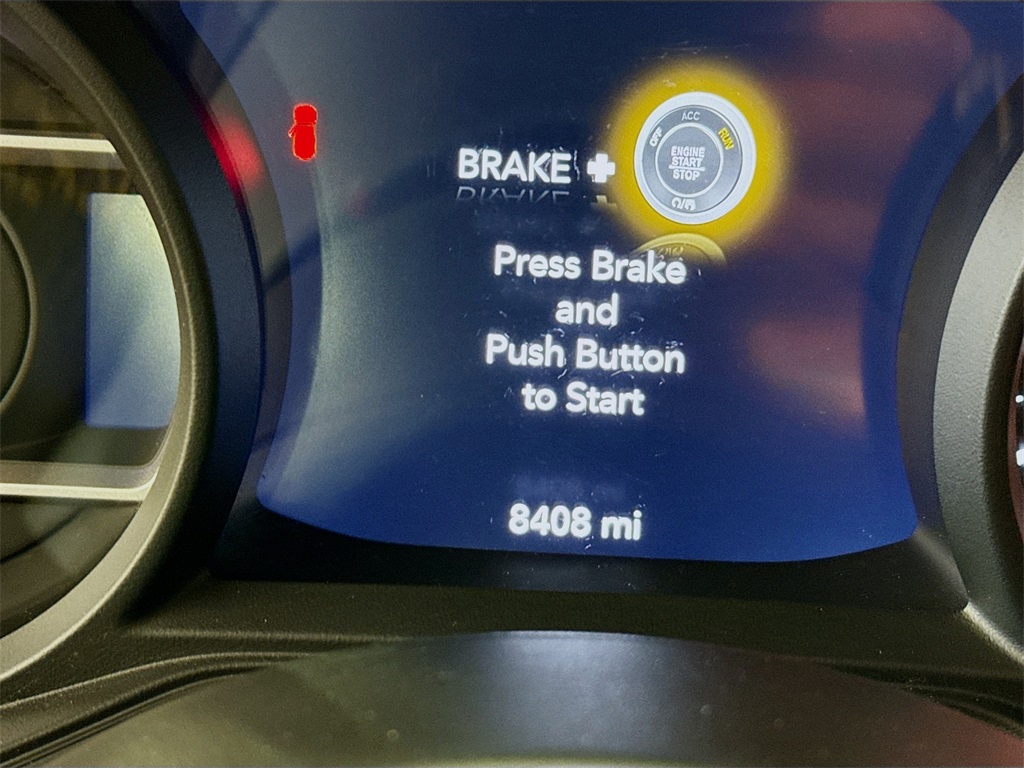 ACC
OFF
RUN
ENGINE
START
STOP
BRAKE +
Press Brake
and
Push Button
to Start
8408 mi